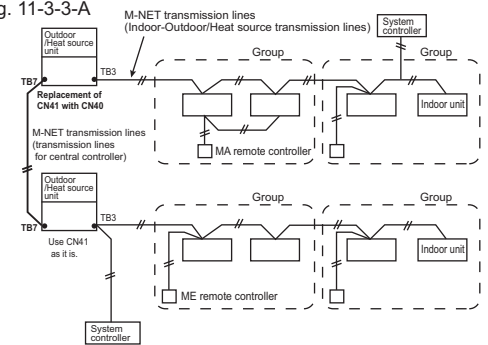 g. 11-3-3-A
M-NET transmission lines
(Indoor-Outdoor/Heat source transmission lines)
System
controller
Outdoor
/Heat source
unit
TB3
TB7
Group
Group
Replacement of
CN41 with CN40
Indoor unit
M-NET transmission lines
(transmission lines
for central controller)
MA remote controller
Outdoor
/Heat source
unit
TB3
TB7
Group
Group
Use CN41
as it is.
Indoor unit
ME remote controller
System
controller